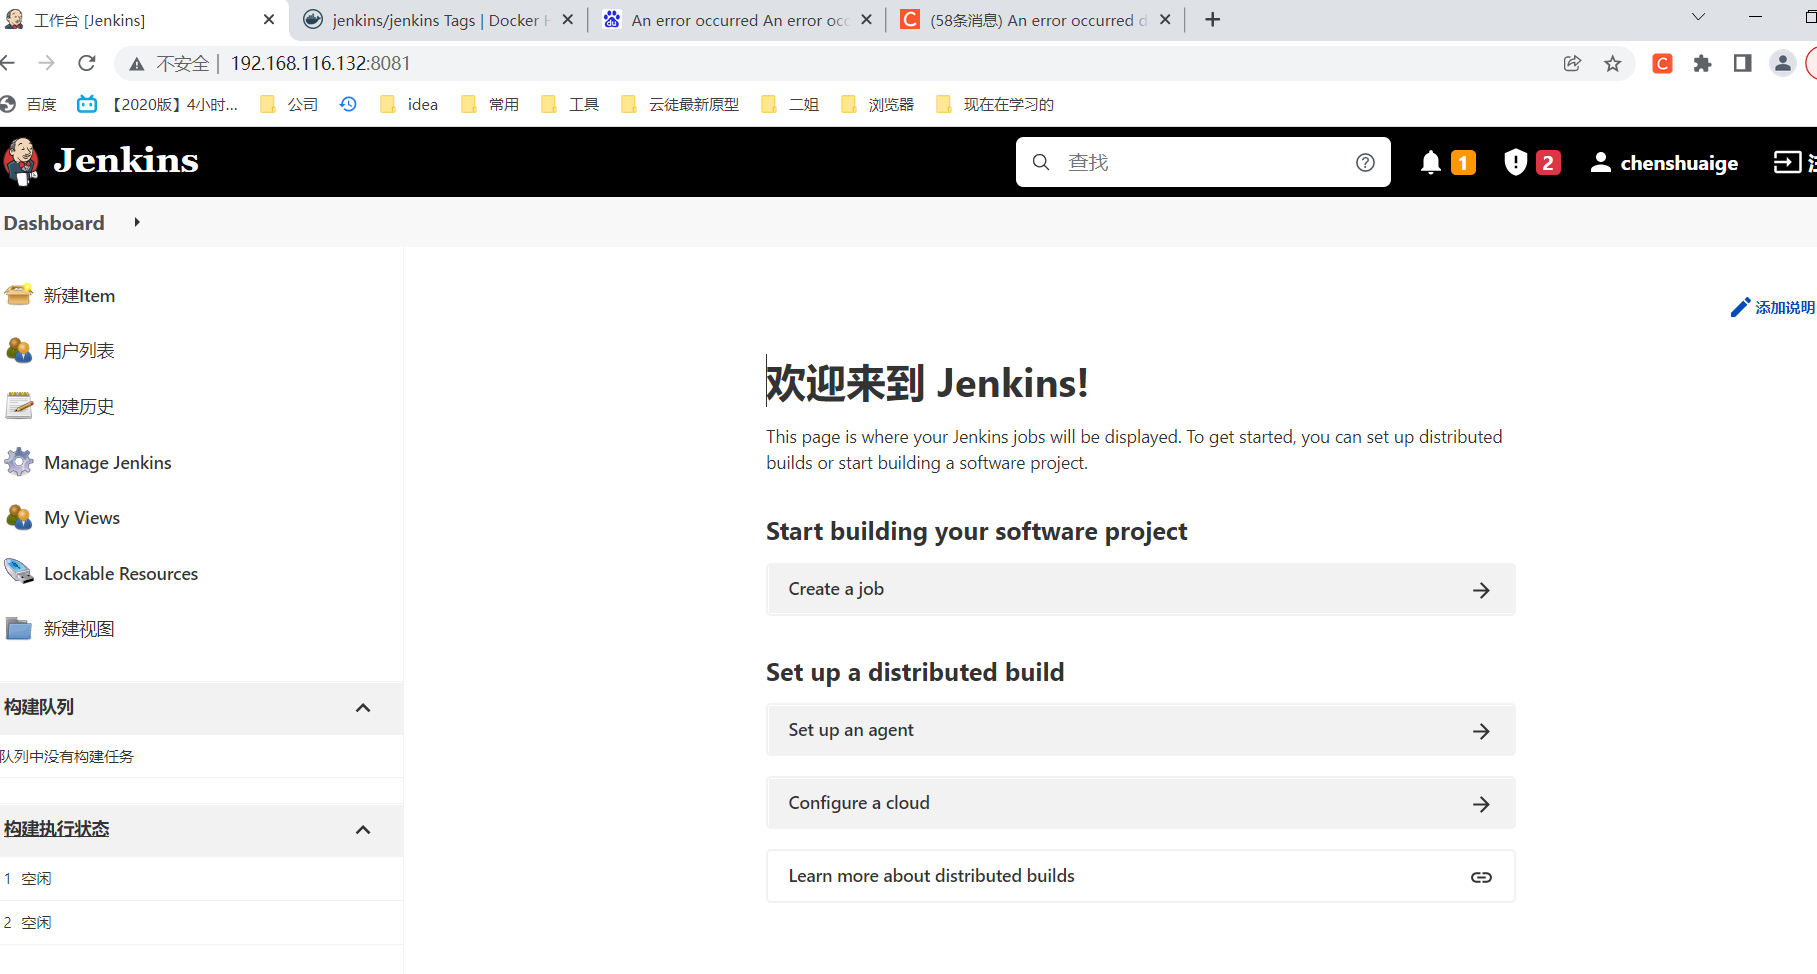 工作台 [Jenkins]
jenkins/jenkins Tags | Docker H
An error occurred An error occ
(58条消息) An error occurred d
不安全 | 192.168.116.132:8081
百度
【2020版】4小时...
公司
idea
常用
工具
云徒最新原型
二姐
浏览器
现在在学习的
Jenkins
查找
1
2
chenshuaige
注
Dashboard
新建Item
用户列表
构建历史
Manage Jenkins
My Views
Lockable Resources
新建视图
构建队列
队列中没有构建任务
构建执行状态
1 空闲
2 空闲
添加说明
欢迎来到 Jenkins!
This page is where your Jenkins jobs will be displayed. To get started, you can set up distributed
builds or start building a software project.
Start building your software project
Create a job
Set up a distributed build
Set up an agent
Configure a cloud
Learn more about distributed builds